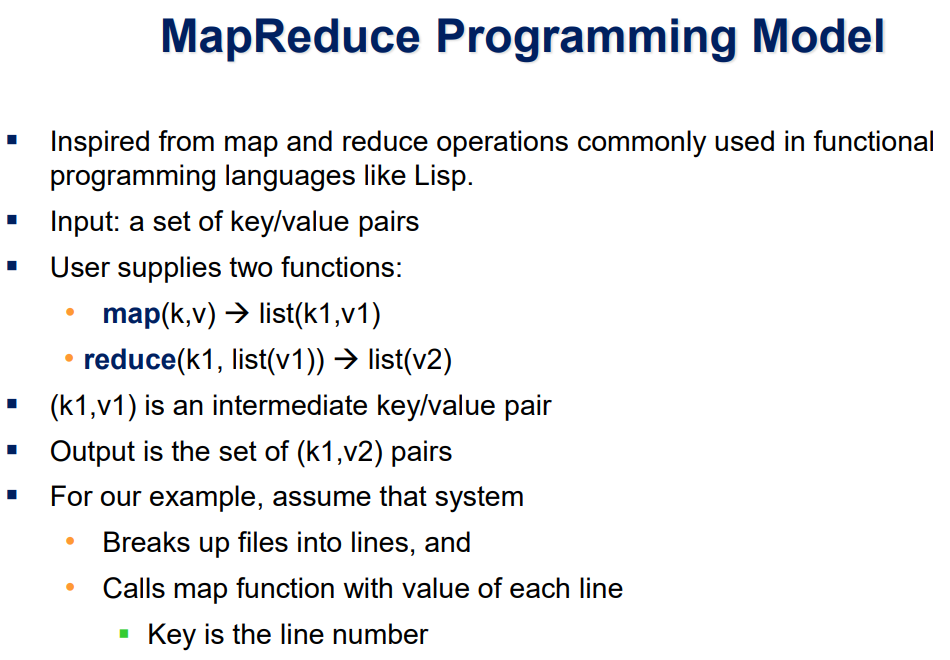 MapReduce Programming Model
▪ Inspired from map and reduce operations commonly used in functional
programming languages like Lisp.
▪ Input: a set of key/value pairs
▪ User supplies two functions:
• map(k,v) → list(k1,v1)
• reduce(k1, list(v1)) → list(v2)
▪ (k1,v1) is an intermediate key/value pair
▪ Output is the set of (k1,v2) pairs
▪ For our example, assume that system
• Breaks up files into lines, and
• Calls map function with value of each line
▪ Key is the line number